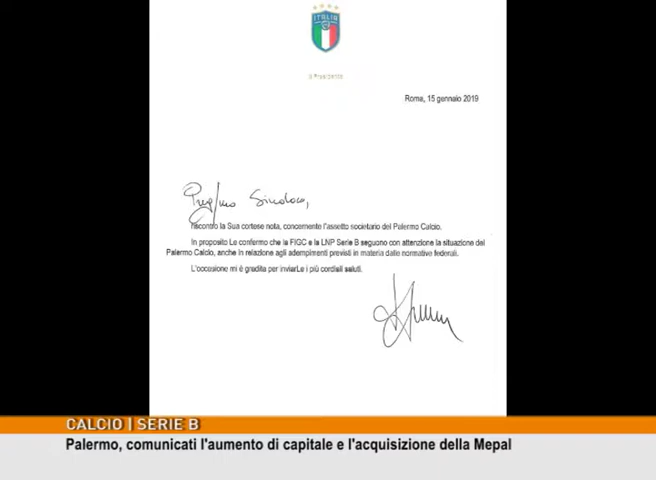 ITALIA
Il Presidente
Roma, 15 gennaio 2019
Sindaco,
riscontro la Sua cortese nota, concernente l'assetto societario del Palermo Calcio.
In proposito Le confermo che la FIGC e la LNP Serie B seguono con attenzione la situazione del
Palermo Calcio, anche in relazione agli adempimenti previsti in materia dalle normative federali.
L'occasione mi è gradita per inviarLe i più cordiali saluti.
CALCIO | SERIE B
Palermo, comunicati l'aumento di capitale e l'acquisizione della Mepal